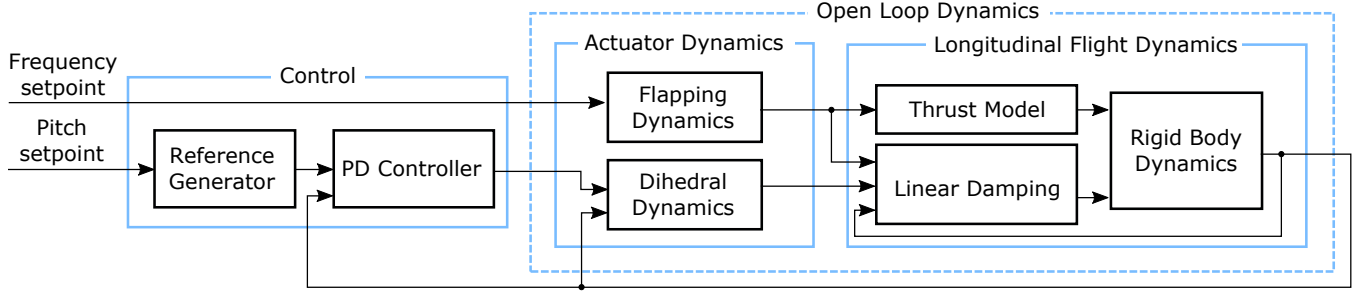 Open Loop Dynamics
Actuator Dynamics
Longitudinal Flight Dynamics
Frequency
setpoint
Control
Flapping
Dynamics
Thrust Model
Rigid Body
Dynamics
Pitch
setpoint
Reference
Generator
PD Controller
Dihedral
Dynamics
Linear Damping